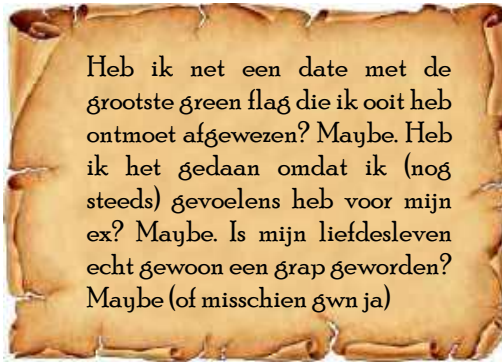 Heb ik net een date met de
grootste green flag die ik ooit heb
ontmoet afgewezen? Maybe. Heb
ik het gedaan omdat ik (nog
steeds) gevoelens heb voor mijn
ex? Maybe. Is mijn liefdesleven
echt gewoon een grap geworden?
Maybe (of misschien gwn ja)